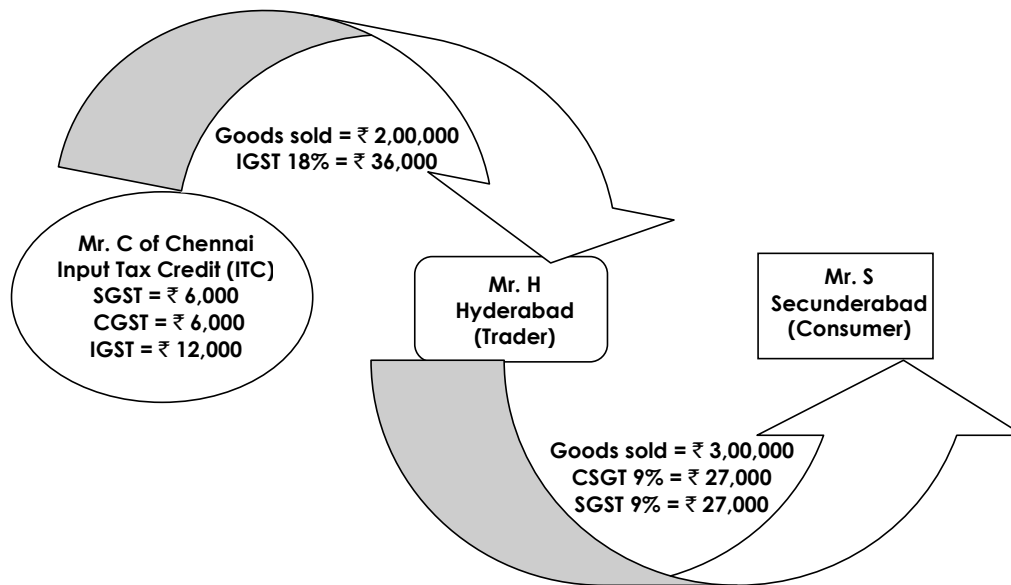 Goods sold = ₹ 2,00,000
IGST 18% = ₹ 36,000
Mr. C of Chennai
Input Tax Credit (ITC)
SGST = ₹ 6,000
CGST = ₹ 6,000
IGST = ₹ 12,000
Mr. H
Hyderabad
(Trader)
Mr. S
Secunderabad
(Consumer)
Goods sold = ₹ 3,00,000
CSGT 9% = ₹ 27,000
SGST 9% = ₹ 27,000